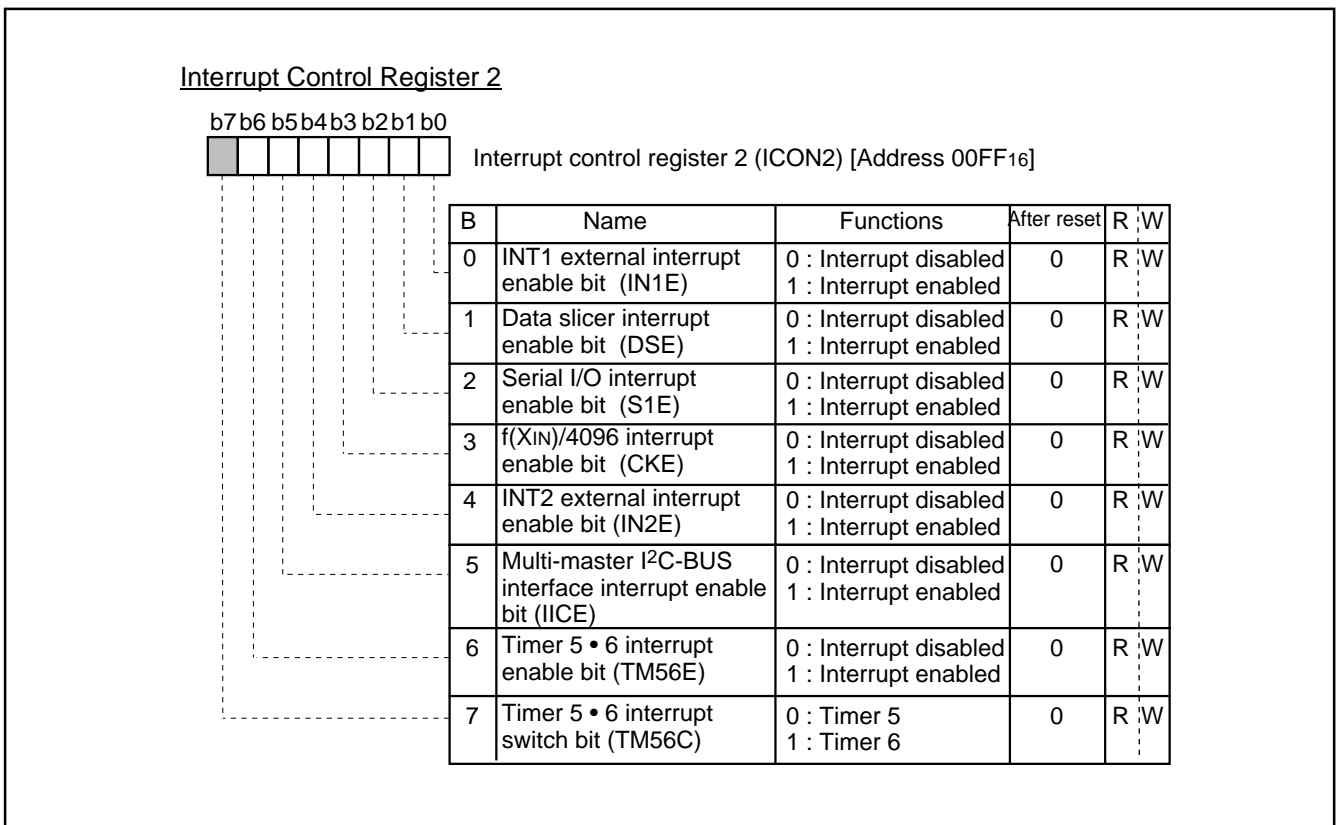 Interrupt Control Register 2
b7 b6 b5 b4 b3 b2 b1 b0
Interrupt control register 2 (ICON2) [Address 00FF16]
B Name Functions After reset R W
0 INT1 external interrupt enable bit (IN1E) 0 : Interrupt disabled 1 : Interrupt enabled 0 R W
1 Data slicer interrupt enable bit (DSE) 0 : Interrupt disabled 1 : Interrupt enabled 0 R W
2 Serial I/O interrupt enable bit (S1E) 0 : Interrupt disabled 1 : Interrupt enabled 0 R W
3 f(XIN)/4096 interrupt enable bit (CKE) 0 : Interrupt disabled 1 : Interrupt enabled 0 R W
4 INT2 external interrupt enable bit (IN2E) 0 : Interrupt disabled 1 : Interrupt enabled 0 R W
5 Multi-master I2C-BUS interface interrupt enable bit (IICE) 0 : Interrupt disabled 1 : Interrupt enabled 0 R W
6 Timer 5 • 6 interrupt enable bit (TM56E) 0 : Interrupt disabled 1 : Interrupt enabled 0 R W
7 Timer 5 • 6 interrupt switch bit (TM56C) 0 : Timer 5 1 : Timer 6 0 R W